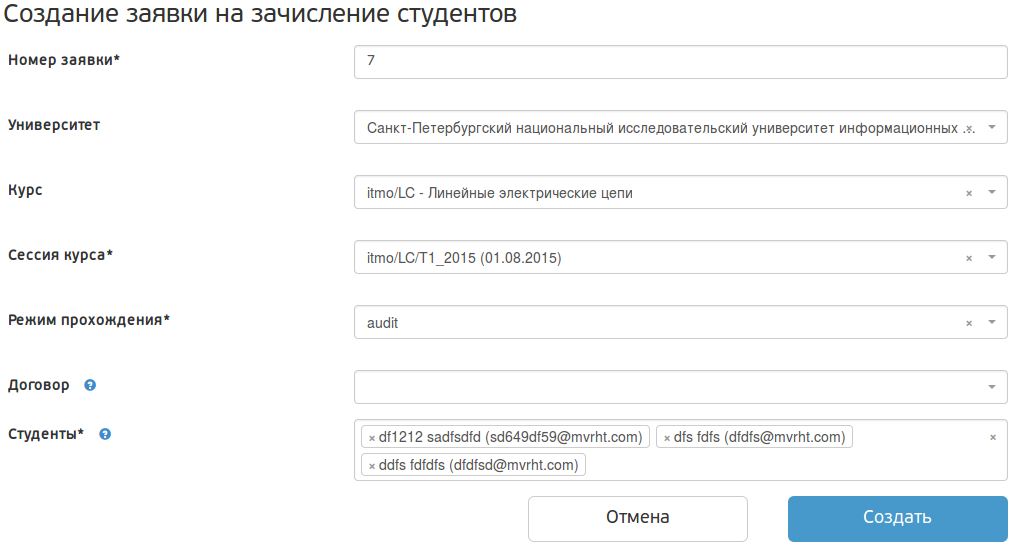 Создание заявки на зачисление студентов
Номер заявки* 7
Университет Санкт-Петербургский национальный исследовательский университет информационных ... ×
Курс × itmo/LC - Линейные электрические цепи
Сессия курса* × itmo/LC/T1_2015 (01.08.2015)
Режим прохождения* × audit
Договор ?
Студенты* ? × df1212 sadfsdfd (sd649df59@mvrht.com) × dfs fdfs (dfdfs@mvrht.com) ×
× ddfs fdfdfs (dfdfsd@mvrht.com)
Отмена Создать